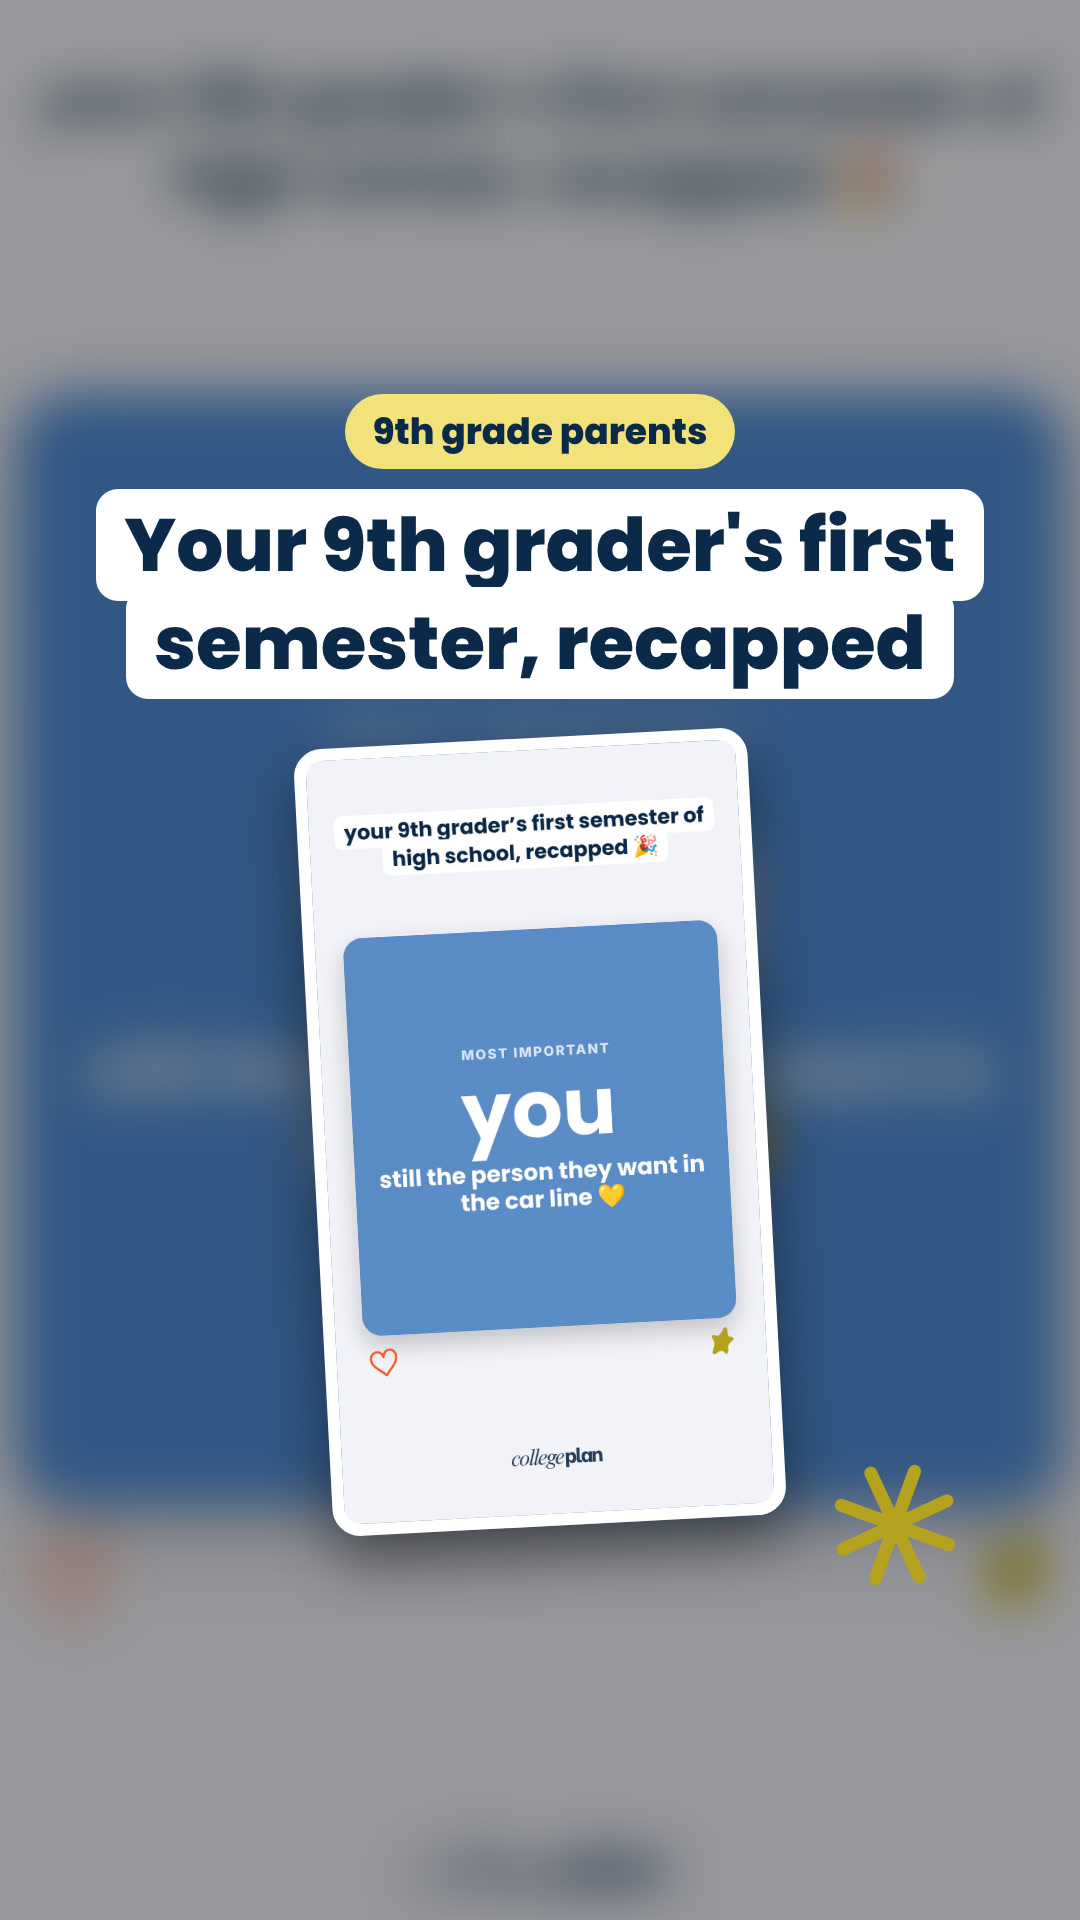 9th grade parents
Your 9th grader's first
semester, recapped
your 9th grader’s first semester of
high school, recapped 🎉
MOST IMPORTANT
you
still the person they want in
the car line 💛
collegeplan